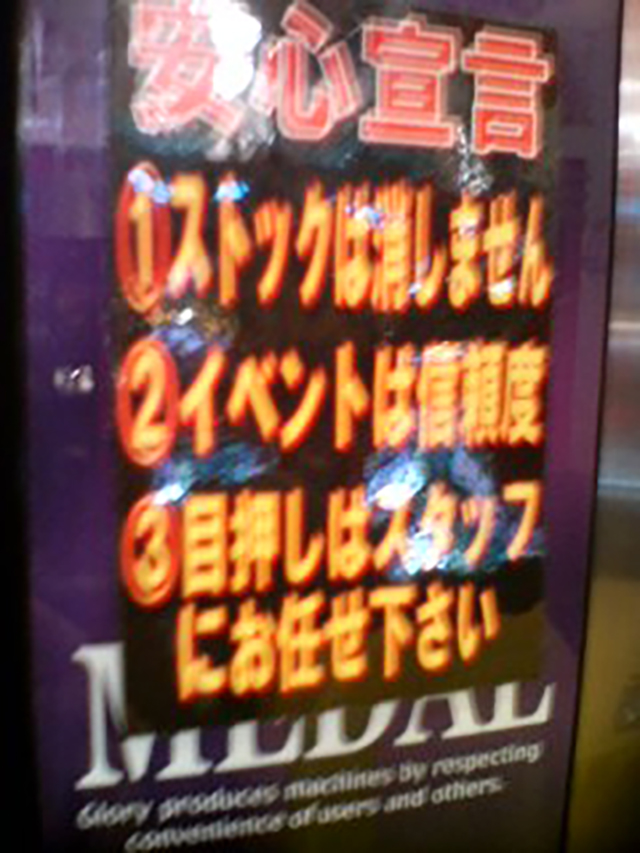 安心宣言
①ストックは消しません
②イベントは信頼度
③目押しはスタッフ
にお任せ下さい
MEDAL
Glory produces machines by respecting
convenience of users and others.